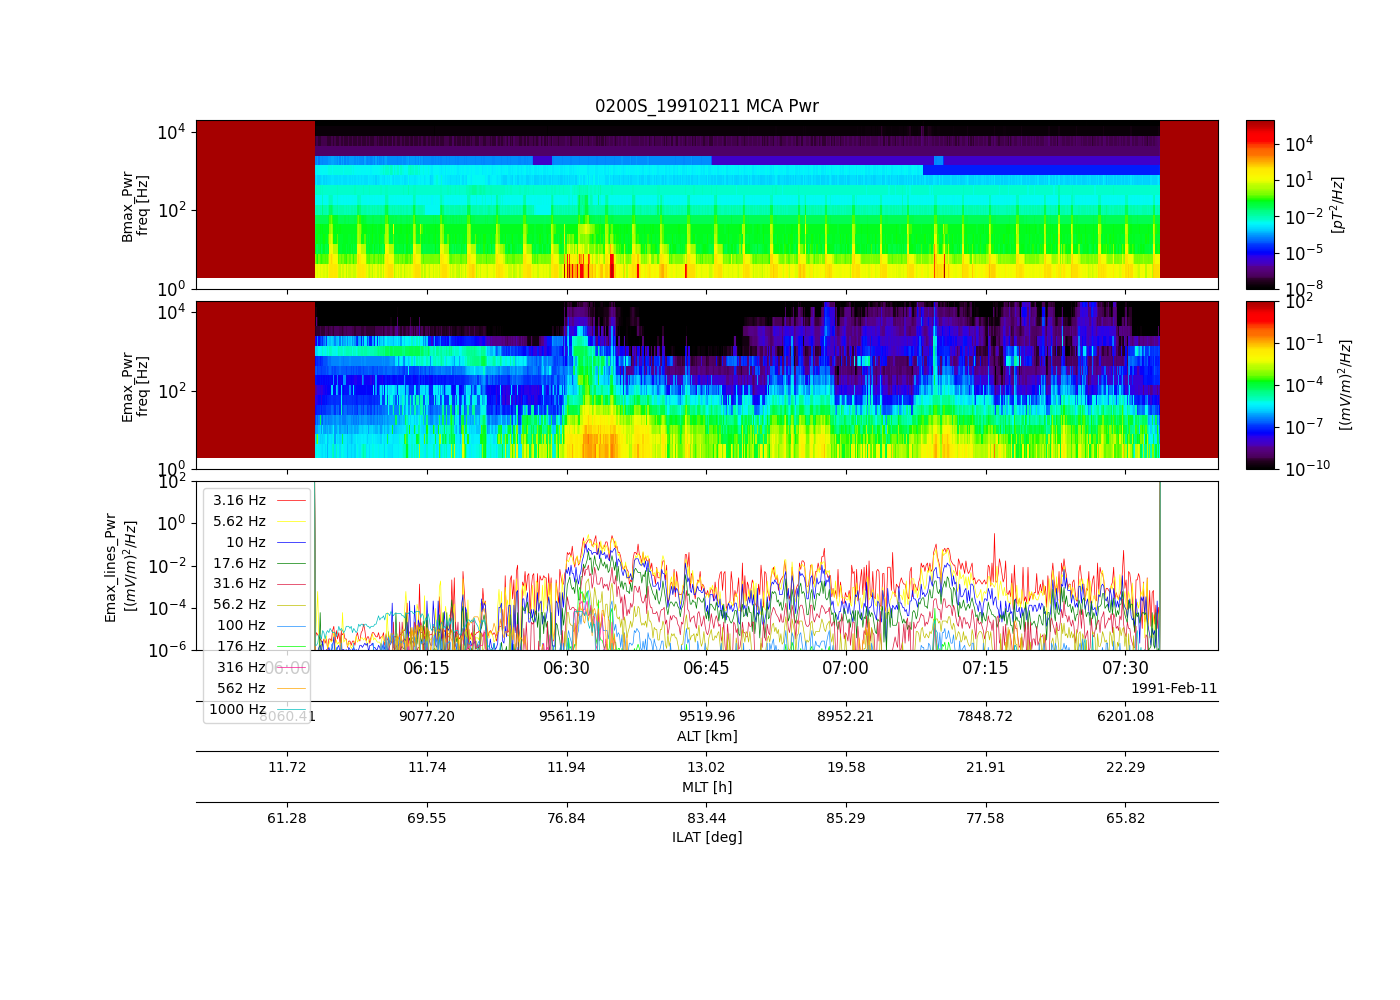 0200S_19910211 MCA Pwr
10^4
10^2
10^0
Bmax_Pwr
freq [Hz]
10^4
10^1
10^-2
10^-5
10^-8
[pT^2/Hz]
10^4
10^2
10^0
Emax_Pwr
freq [Hz]
10^2
10^-1
10^-4
10^-7
10^-10
[(mV/m)^2/Hz]
10^2
10^0
10^-2
10^-4
10^-6
Emax_lines_Pwr
[(mV/m)^2/Hz]
3.16 Hz
5.62 Hz
10 Hz
17.6 Hz
31.6 Hz
56.2 Hz
100 Hz
176 Hz
316 Hz
562 Hz
1000 Hz
06:00 06:15 06:30 06:45 07:00 07:15 07:30
1991-Feb-11
8060.41 9077.20 9561.19 9519.96 8952.21 7848.72 6201.08
ALT [km]
11.72 11.74 11.94 13.02 19.58 21.91 22.29
MLT [h]
61.28 69.55 76.84 83.44 85.29 77.58 65.82
ILAT [deg]